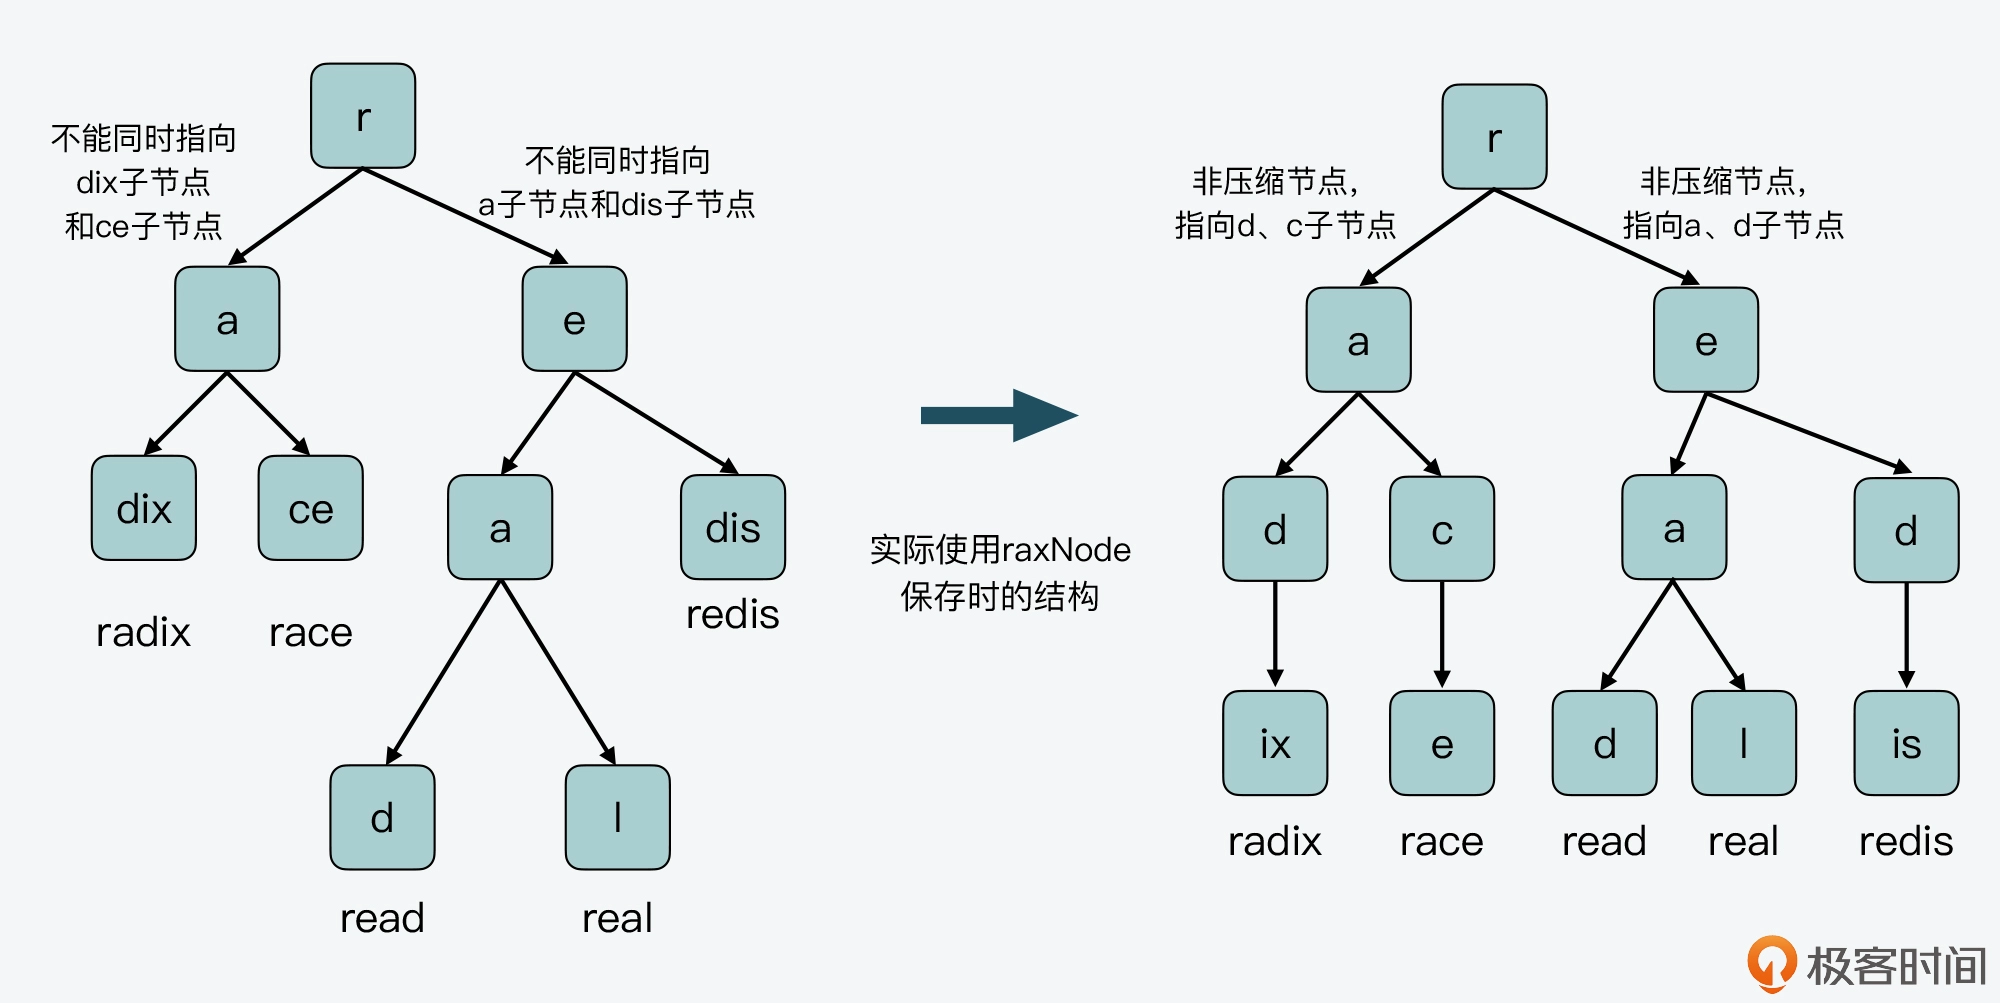 r
不能同时指向
dix子节点
和ce子节点
不能同时指向
a子节点和dis子节点
a
e
dix
ce
a
dis
radix
race
redis
d
l
read
real
实际使用raxNode
保存时的结构
r
非压缩节点,
指向d、c子节点
非压缩节点,
指向a、d子节点
a
e
d
c
a
d
ix
e
d
l
is
radix
race
read
real
redis
极客时间